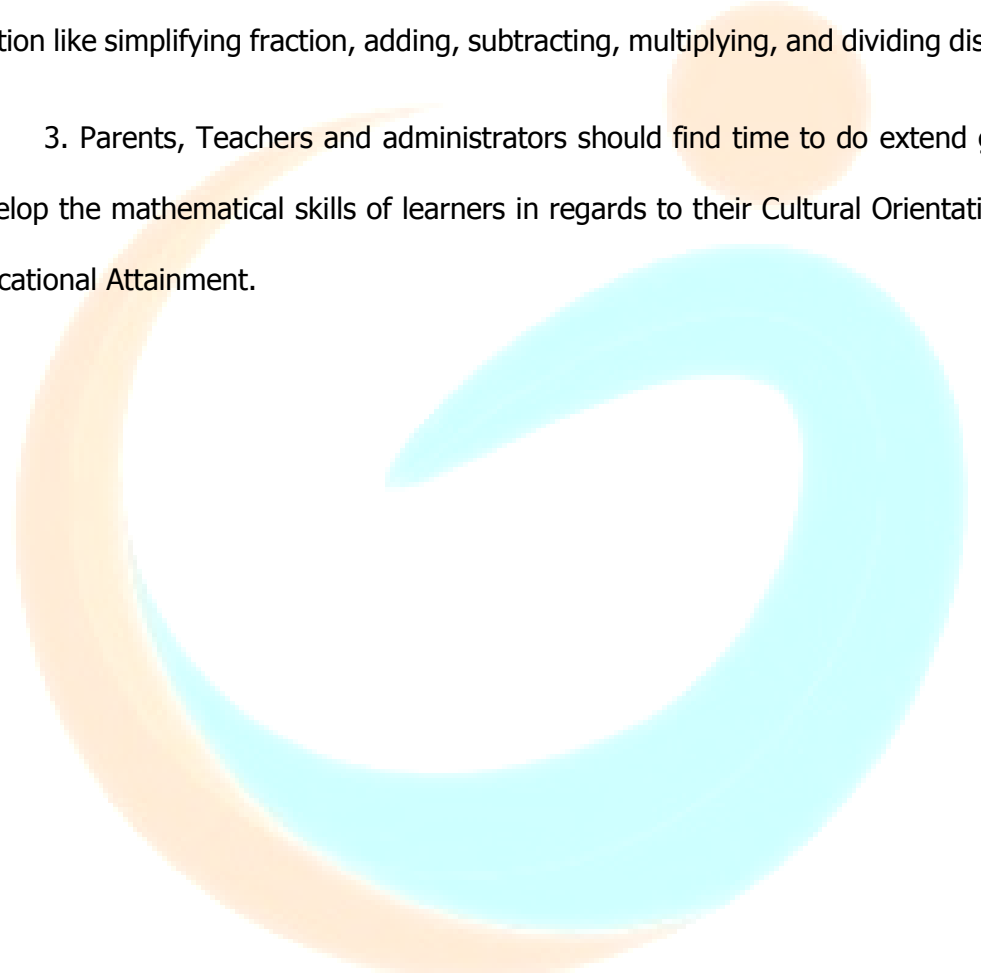 tion like simplifying fraction, adding, subtracting, multiplying, and dividing dis
3. Parents, Teachers and administrators should find time to do extend
elop the mathematical skills of learners in regards to their Cultural Orientati
cational Attainment.